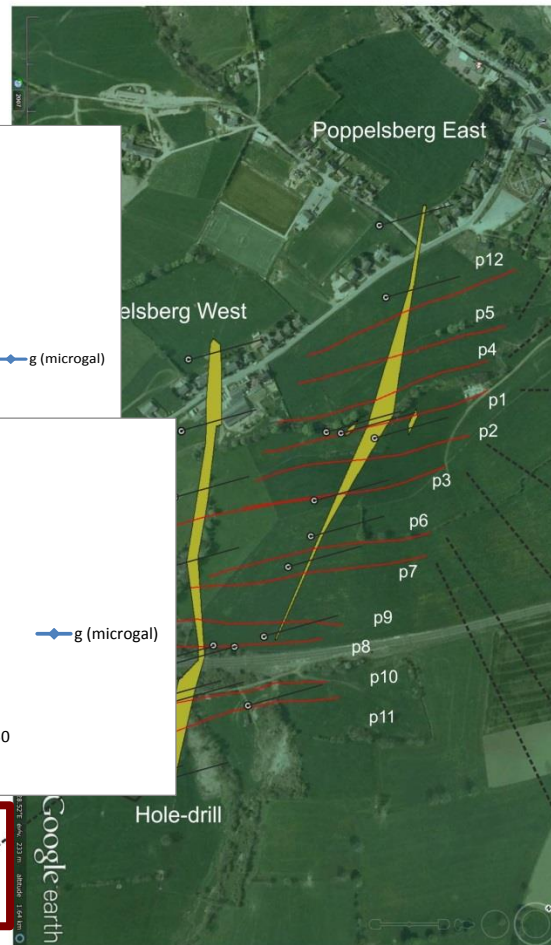 Poppelsberg East
p12
elsberg West
p5
g (microgal)
p4
p1
p2
p3
p6
p7
p9
g (microgal)
p8
p10
p11
0
Hole-drill
Google earth